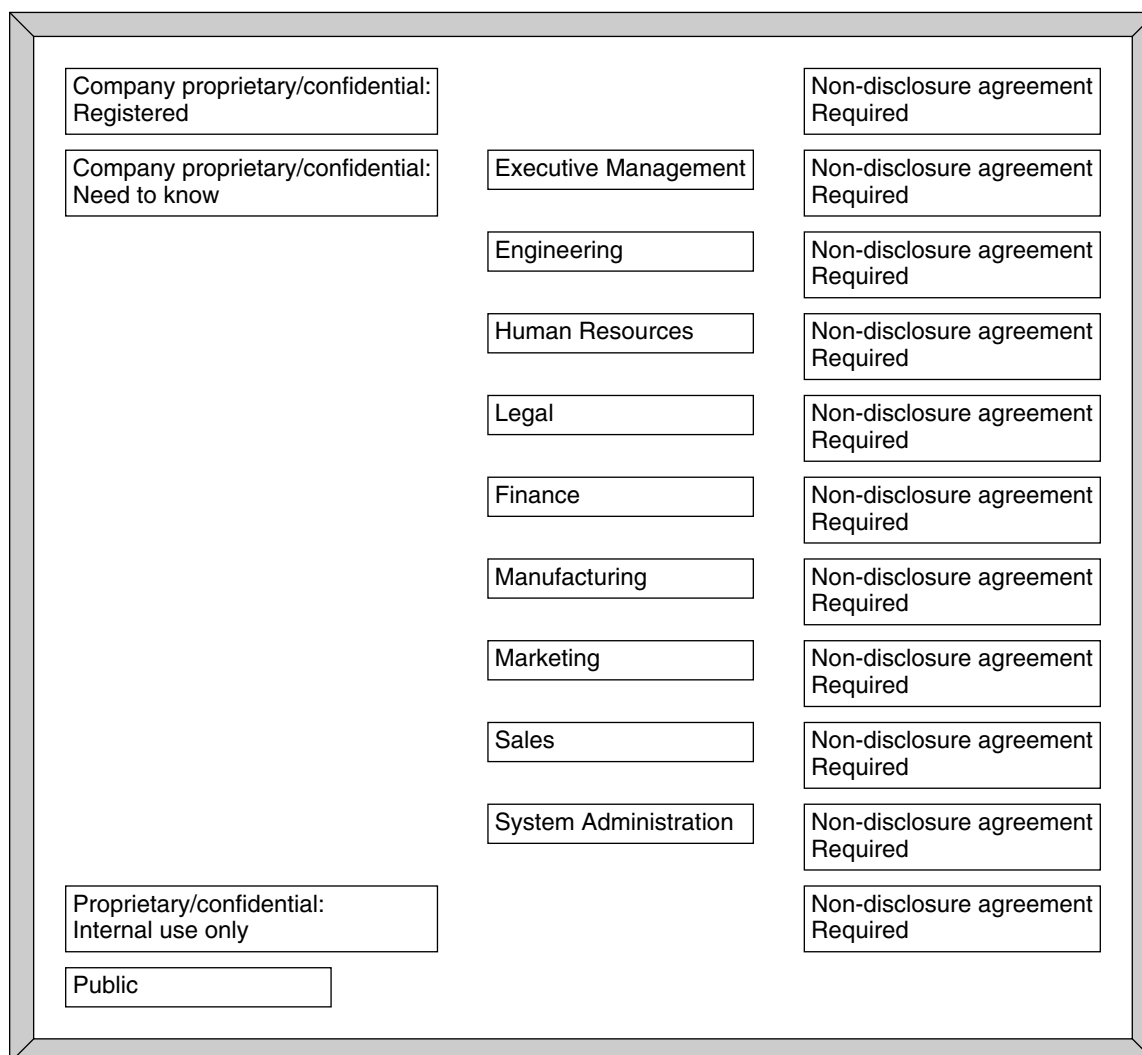 Company proprietary/confidential:
Registered
Non-disclosure agreement
Required
Company proprietary/confidential:
Need to know
Executive Management
Non-disclosure agreement
Required
Engineering
Non-disclosure agreement
Required
Human Resources
Non-disclosure agreement
Required
Legal
Non-disclosure agreement
Required
Finance
Non-disclosure agreement
Required
Manufacturing
Non-disclosure agreement
Required
Marketing
Non-disclosure agreement
Required
Sales
Non-disclosure agreement
Required
System Administration
Non-disclosure agreement
Required
Proprietary/confidential:
Internal use only
Non-disclosure agreement
Required
Public